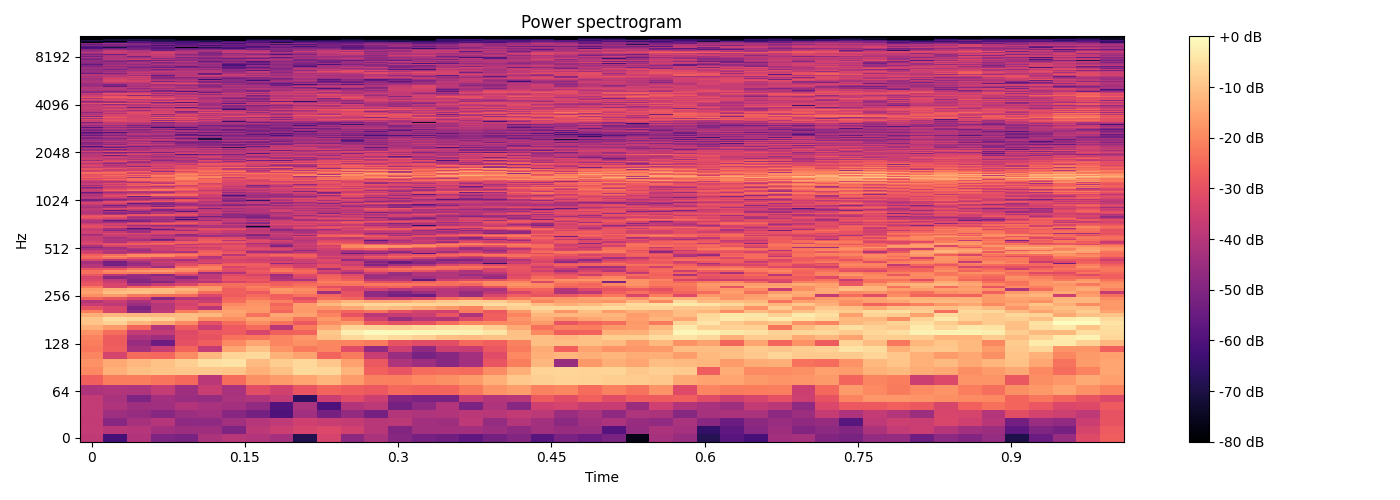 Power spectrogram
Hz
8192
4096
2048
1024
512
256
128
64
0
0 0.15 0.3 0.45 0.6 0.75 0.9
Time
+0 dB
-10 dB
-20 dB
-30 dB
-40 dB
-50 dB
-60 dB
-70 dB
-80 dB